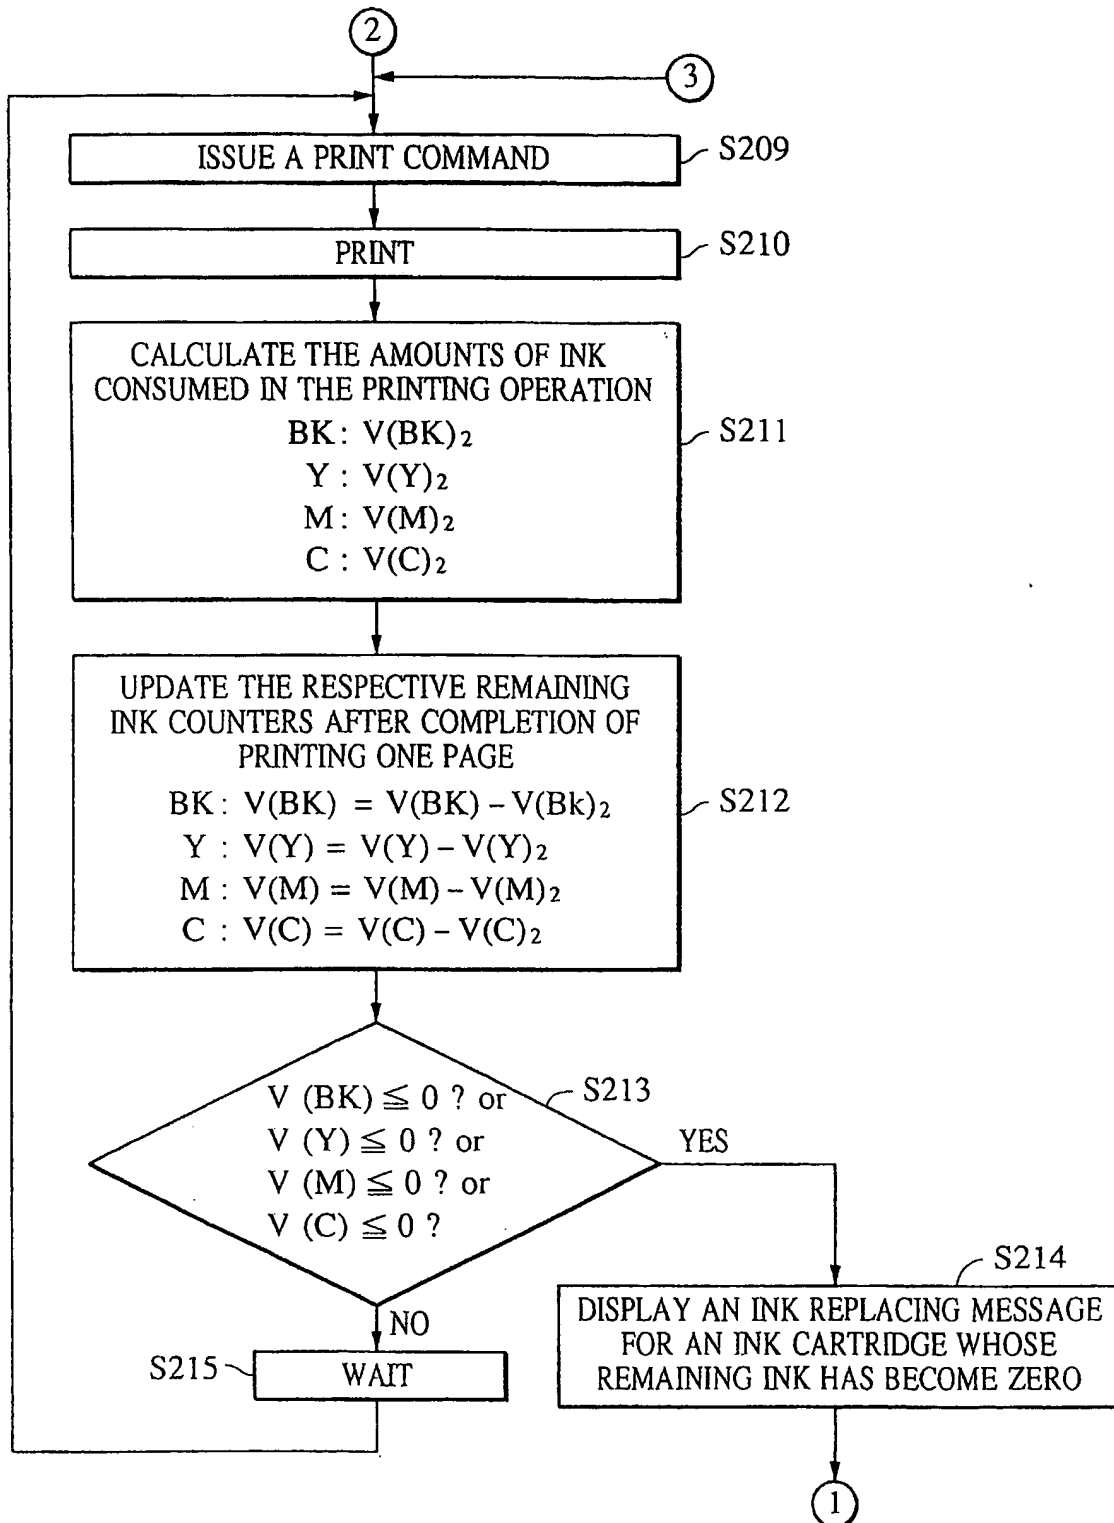 2
3
ISSUE A PRINT COMMAND
S209
PRINT
S210
CALCULATE THE AMOUNTS OF INK
CONSUMED IN THE PRINTING OPERATION
BK: V(BK)₂
Y : V(Y)₂
M: V(M)₂
C : V(C)₂
S211
UPDATE THE RESPECTIVE REMAINING
INK COUNTERS AFTER COMPLETION OF
PRINTING ONE PAGE
BK: V(BK) = V(BK) – V(Bk)₂
Y : V(Y) = V(Y) – V(Y)₂
M : V(M) = V(M) – V(M)₂
C : V(C) = V(C) – V(C)₂
S212
V (BK) ≦ 0 ? or
V (Y) ≦ 0 ? or
V (M) ≦ 0 ? or
V (C) ≦ 0 ?
S213
YES
NO
S214
DISPLAY AN INK REPLACING MESSAGE
FOR AN INK CARTRIDGE WHOSE
REMAINING INK HAS BECOME ZERO
S215
WAIT
1